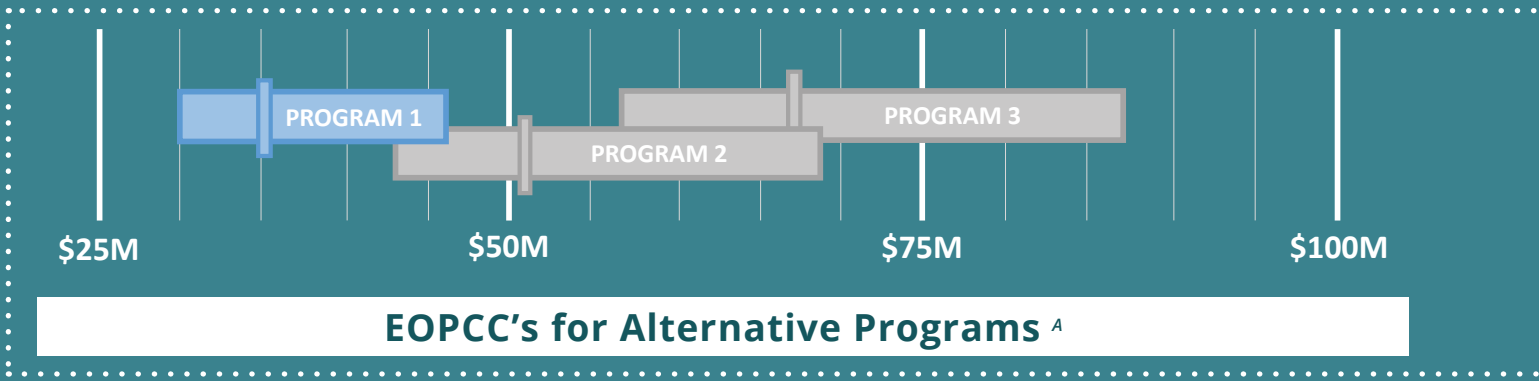 PROGRAM 1
PROGRAM 3
PROGRAM 2
$25M
$50M
$75M
$100M
EOPCC’s for Alternative Programs A